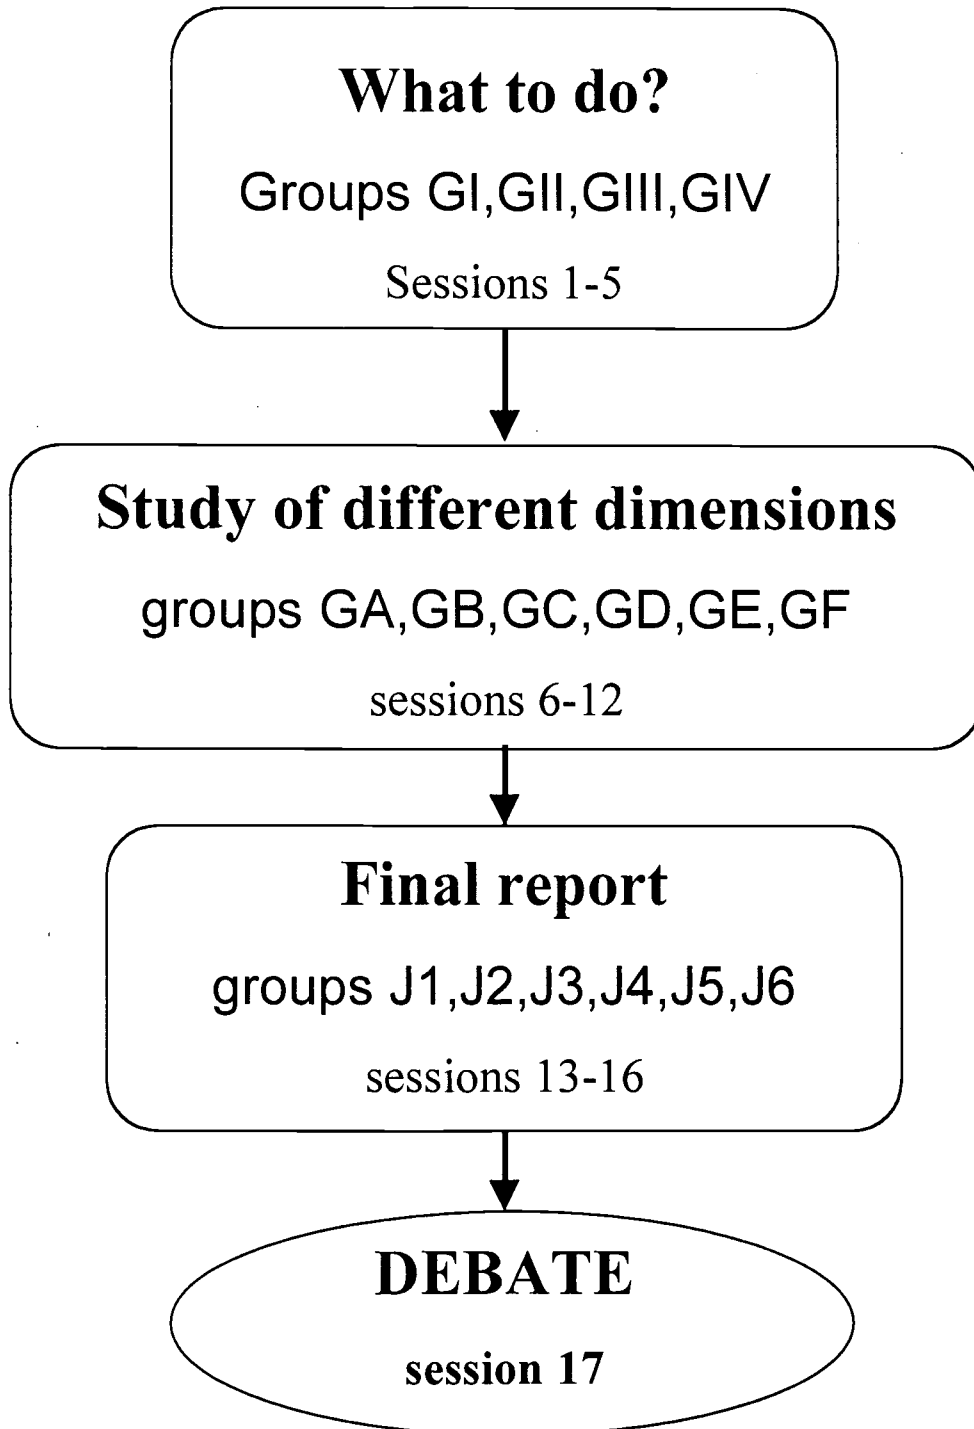 What to do?
Groups GI,GII,GIII,GIV
Sessions 1-5
Study of different dimensions
groups GA,GB,GC,GD,GE,GF
sessions 6-12
Final report
groups J1,J2,J3,J4,J5,J6
sessions 13-16
DEBATE
session 17